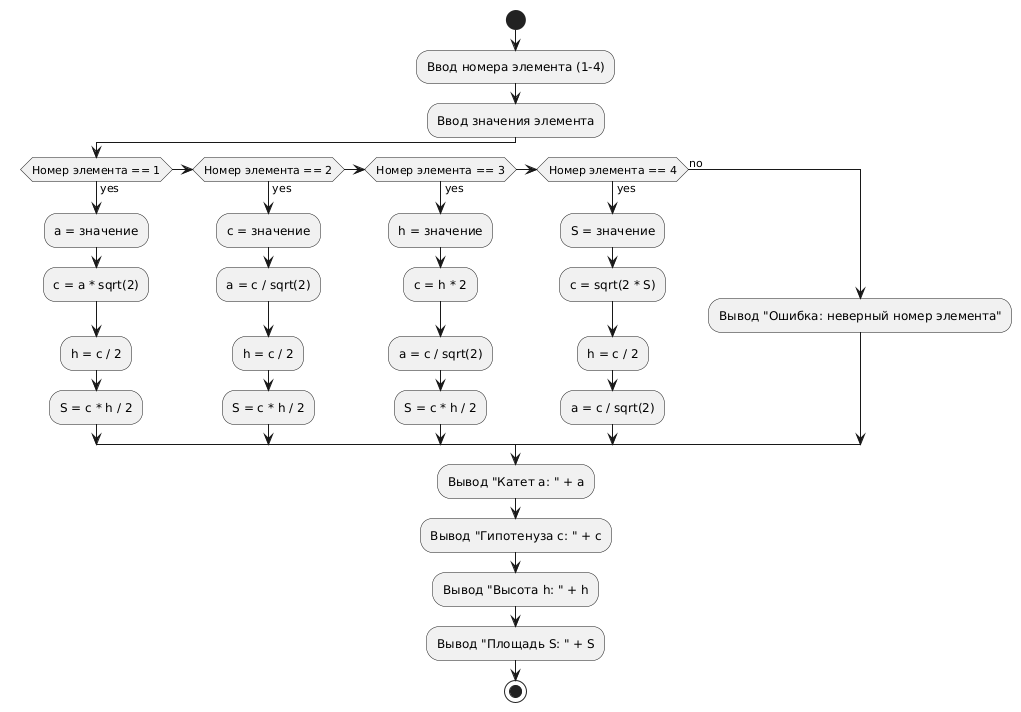 Ввод номера элемента (1-4)
Ввод значения элемента
Номер элемента == 1
yes
a = значение
c = a * sqrt(2)
h = c / 2
S = c * h / 2
Номер элемента == 2
yes
c = значение
a = c / sqrt(2)
h = c / 2
S = c * h / 2
Номер элемента == 3
yes
h = значение
c = h * 2
a = c / sqrt(2)
S = c * h / 2
Номер элемента == 4
yes
S = значение
c = sqrt(2 * S)
h = c / 2
a = c / sqrt(2)
no
Вывод "Ошибка: неверный номер элемента"
Вывод "Катет a: " + a
Вывод "Гипотенуза c: " + c
Вывод "Высота h: " + h
Вывод "Площадь S: " + S